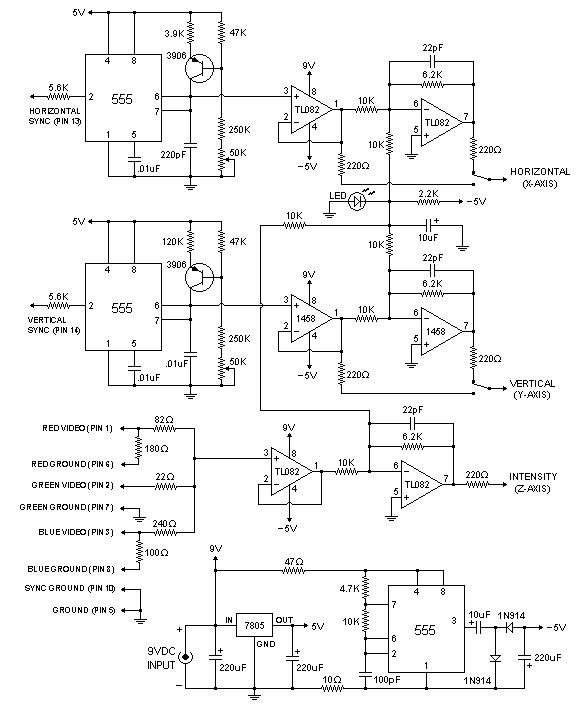 5V
3.9K
47K
3906
4
8
5.6K
2
555
6
7
HORIZONTAL
SYNC (PIN 13)
1
5
220pF
.01uF
250K
50K
9V
8
3
TL082
1
2
4
−5V
10K
220Ω
22pF
6.2K
6
TL082
7
5
10K
220Ω
HORIZONTAL
(X-AXIS)
LED
2.2K
−5V
10K
10uF
10K
5V
120K
47K
3906
4
8
5.6K
2
555
6
7
VERTICAL
SYNC (PIN 14)
1
5
.01uF
.01uF
250K
50K
9V
8
3
1458
1
2
4
−5V
10K
220Ω
22pF
6.2K
6
1458
7
5
220Ω
VERTICAL
(Y-AXIS)
RED VIDEO (PIN 1)
82Ω
180Ω
RED GROUND (PIN 6)
GREEN VIDEO (PIN 2)
22Ω
GREEN GROUND (PIN 7)
BLUE VIDEO (PIN 3)
240Ω
100Ω
BLUE GROUND (PIN 8)
SYNC GROUND (PIN 10)
GROUND (PIN 5)
9V
8
3
TL082
1
2
4
−5V
10K
22pF
6.2K
6
TL082
7
5
220Ω
INTENSITY
(Z-AXIS)
9V
47Ω
9VDC
INPUT
+
−
IN
7805
OUT
GND
5V
220uF
220uF
10Ω
4.7K
10K
100pF
4
8
7
6
2
555
3
1
10uF
1N914
1N914
−5V
220uF